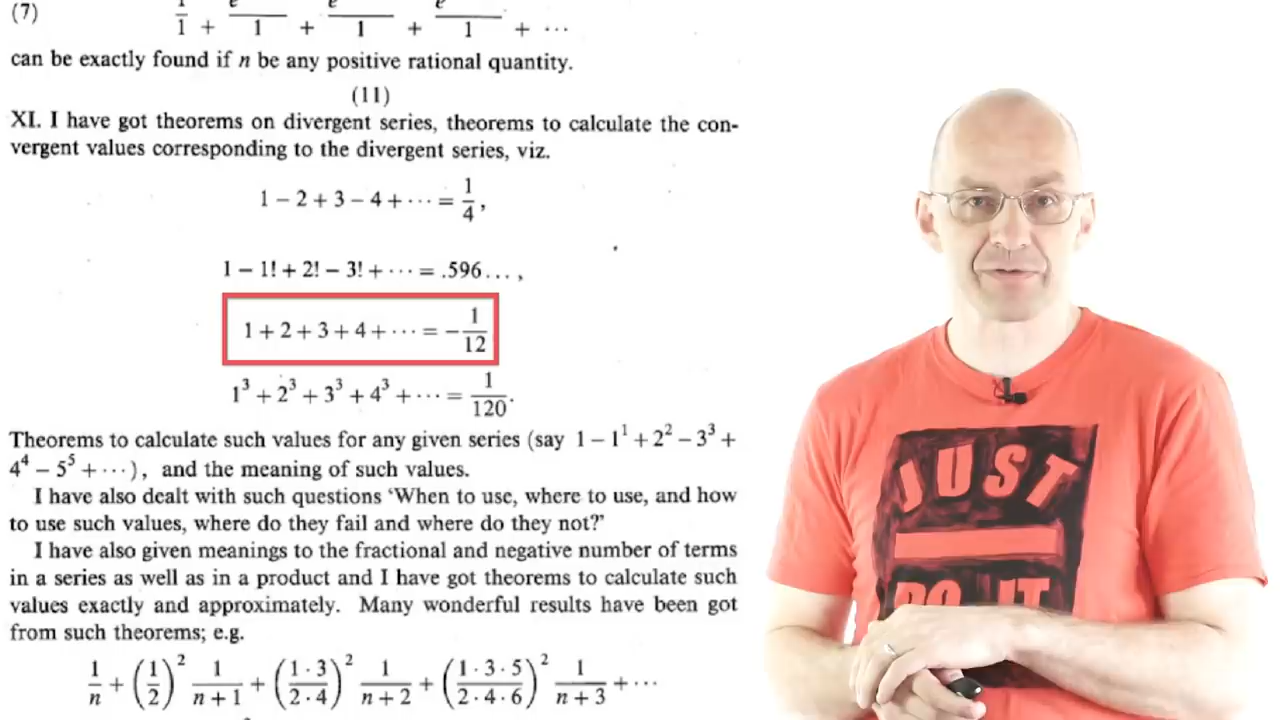 (7) 1/1 + e/1 + e/1 + e/1 + ⋯
can be exactly found if n be any positive rational quantity.
(11)
XI. I have got theorems on divergent series, theorems to calculate the con-
vergent values corresponding to the divergent series, viz.
1 − 2 + 3 − 4 + ⋯ = 1/4,
1 − 1! + 2! − 3! + ⋯ = .596…,
1 + 2 + 3 + 4 + ⋯ = −1/12
1³ + 2³ + 3³ + 4³ + ⋯ = 1/120.
Theorems to calculate such values for any given series (say 1 − 1¹ + 2² − 3³ +
4⁴ − 5⁵ + ⋯), and the meaning of such values.
I have also dealt with such questions ‘When to use, where to use, and how
to use such values, where do they fail and where do they not?’
I have also given meanings to the fractional and negative number of terms
in a series as well as in a product and I have got theorems to calculate such
values exactly and approximately. Many wonderful results have been got
from such theorems; e.g.
1/n + (1/2)² 1/(n+1) + (1·3/2·4)² 1/(n+2) + (1·3·5/2·4·6)² 1/(n+3) + ⋯
JUST
DO IT